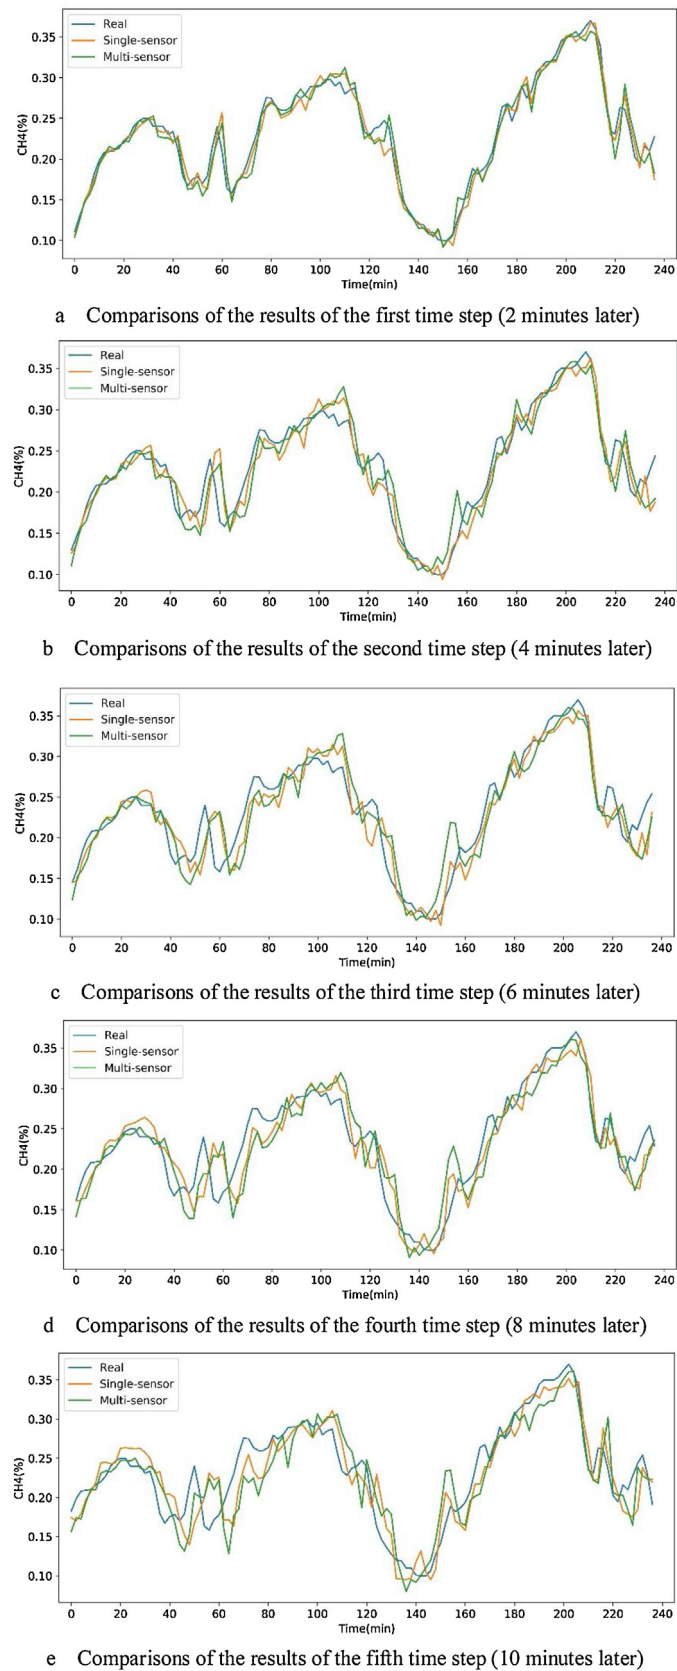 Real
Single-sensor
Multi-sensor
0.35
0.30
0.25
0.20
0.15
0.10
CH4(%)
0 20 40 60 80 100 120 140 160 180 200 220 240
Time(min)
a Comparisons of the results of the first time step (2 minutes later)
Real
Single-sensor
Multi-sensor
0.35
0.30
0.25
0.20
0.15
0.10
CH4(%)
0 20 40 60 80 100 120 140 160 180 200 220 240
Time(min)
b Comparisons of the results of the second time step (4 minutes later)
Real
Single-sensor
Multi-sensor
0.35
0.30
0.25
0.20
0.15
0.10
CH4(%)
0 20 40 60 80 100 120 140 160 180 200 220 240
Time(min)
c Comparisons of the results of the third time step (6 minutes later)
Real
Single-sensor
Multi-sensor
0.35
0.30
0.25
0.20
0.15
0.10
CH4(%)
0 20 40 60 80 100 120 140 160 180 200 220 240
Time(min)
d Comparisons of the results of the fourth time step (8 minutes later)
Real
Single-sensor
Multi-sensor
0.35
0.30
0.25
0.20
0.15
0.10
CH4(%)
0 20 40 60 80 100 120 140 160 180 200 220 240
Time(min)
e Comparisons of the results of the fifth time step (10 minutes later)